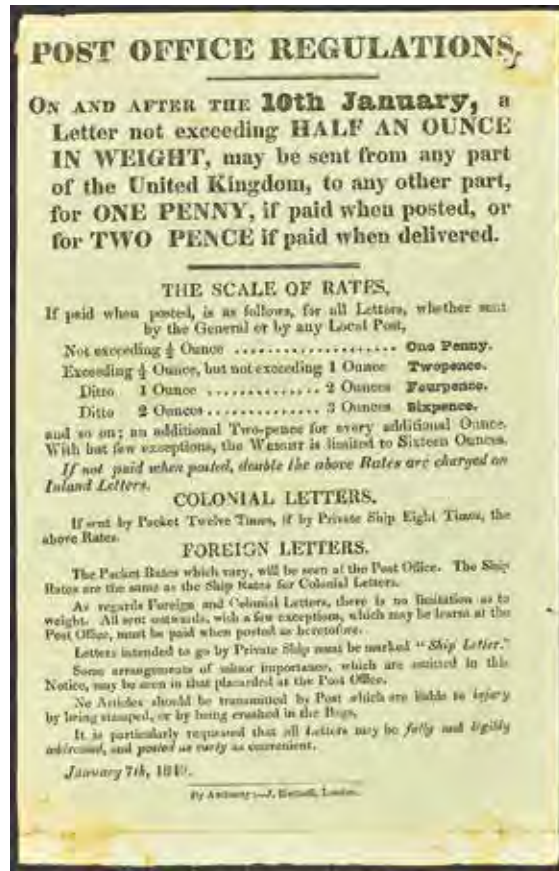 POST OFFICE REGULATIONS,
ON AND AFTER THE 10th January, a
Letter not exceeding HALF AN OUNCE
IN WEIGHT, may be sent from any part
of the United Kingdom, to any other part,
for ONE PENNY, if paid when posted, or
for TWO PENCE if paid when delivered.
THE SCALE OF RATES,
If paid when posted, is as follows, for all Letters, whether sent
by the General or by any Local Post,
Not exceeding ½ Ounce .................... One Penny.
Exceeding ½ Ounce, but not exceeding 1 Ounce Twopence.
Ditto 1 Ounce .............. 2 Ounces Fourpence.
Ditto 2 Ounces .............. 3 Ounces Sixpence.
and so on; an additional Two-pence for every additional Ounce.
With but few exceptions, the WEIGHT is limited to Sixteen Ounces.
If not paid when posted, double the above Rates are charged on
Inland Letters.
COLONIAL LETTERS.
If sent by Packet Twelve Times, if by Private Ship Eight Times, the
above Rates.
FOREIGN LETTERS.
The Packet Rates which vary, will be seen at the Post Office. The Ship
Rates are the same as the Ship Rates for Colonial Letters.
As regards Foreign and Colonial Letters, there is no limitation as to
weight. All sent outwards, with a few exceptions, which may be learnt at the
Post Office, must be paid when posted as heretofore.
Letters intended to go by Private Ship must be marked "Ship Letter."
Some arrangements of minor importance, which are omitted in this
Notice, may be seen in that placarded at the Post Office.
No Articles should be transmitted by Post which are liable to injury
by being stamped, or by being crushed in the Bags.
It is particularly requested that all Letters may be fully and legibly
addressed, and posted as early as convenient.
January 7th, 1840.
By Authority:—J. London.